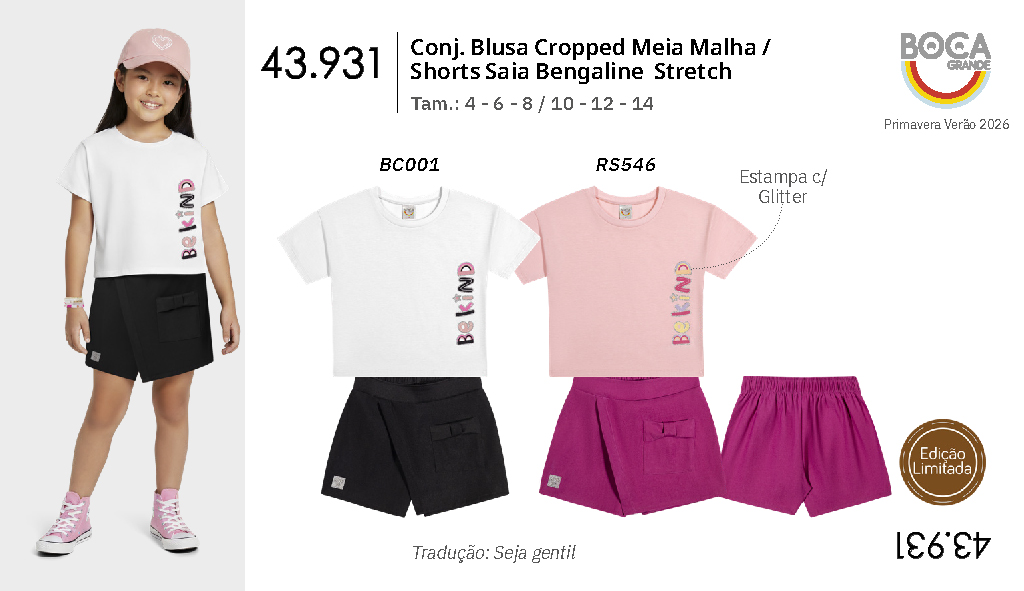 43.931
Conj. Blusa Cropped Meia Malha /
Shorts Saia Bengaline Stretch
Tam.: 4 - 6 - 8 / 10 - 12 - 14
BOCA
GRANDE
Primavera Verão 2026
BC001
RS546
Estampa c/
Glitter
BE KIND
BE KIND
BE KIND
Edição
Limitada
43.931
Tradução: Seja gentil